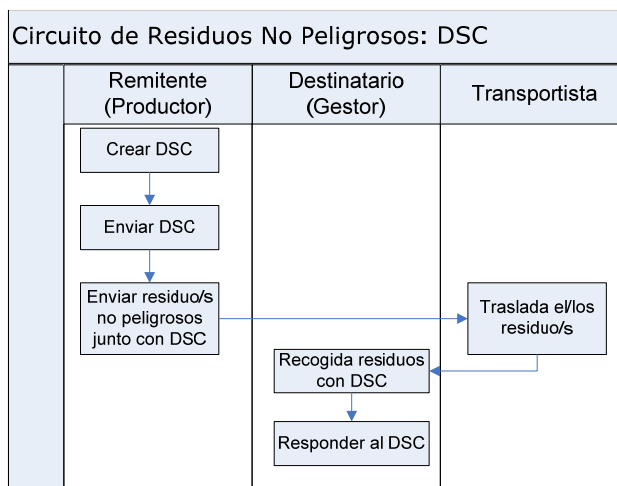 Circuito de Residuos No Peligrosos: DSC
Remitente
(Productor)
Destinatario
(Gestor)
Transportista
Crear DSC
Enviar DSC
Enviar residuo/s
no peligrosos
junto con DSC
Traslada el/los
residuo/s
Recogida residuos
con DSC
Responder al DSC